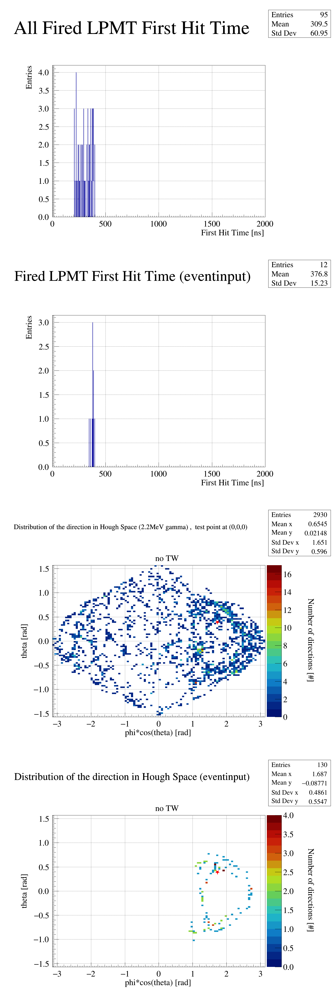 All Fired LPMT First Hit Time
Entries 95
Mean 309.5
Std Dev 60.95
Entries
4.0
3.5
3.0
2.5
2.0
1.5
1.0
0.5
0.0
0 500 1000 1500 2000
First Hit Time [ns]
Fired LPMT First Hit Time (eventinput)
Entries 12
Mean 376.8
Std Dev 15.23
Entries
3.0
2.5
2.0
1.5
1.0
0.5
0.0
0 500 1000 1500 2000
First Hit Time [ns]
Distribution of the direction in Hough Space (2.2MeV gamma) , test point at (0,0,0)
Entries 2930
Mean x 0.6545
Mean y 0.02148
Std Dev x 1.651
Std Dev y 0.596
no TW
theta [rad]
1.5
1.0
0.5
0.0
−0.5
−1.0
−1.5
−3 −2 −1 0 1 2 3
phi*cos(theta) [rad]
16
14
12
10
8
6
4
2
0
Number of directions [#]
Distribution of the direction in Hough Space (eventinput)
Entries 130
Mean x 1.687
Mean y −0.08771
Std Dev x 0.4861
Std Dev y 0.5547
no TW
theta [rad]
1.5
1.0
0.5
0.0
−0.5
−1.0
−1.5
−3 −2 −1 0 1 2 3
phi*cos(theta) [rad]
4.0
3.5
3.0
2.5
2.0
1.5
1.0
0.5
0.0
Number of directions [#]